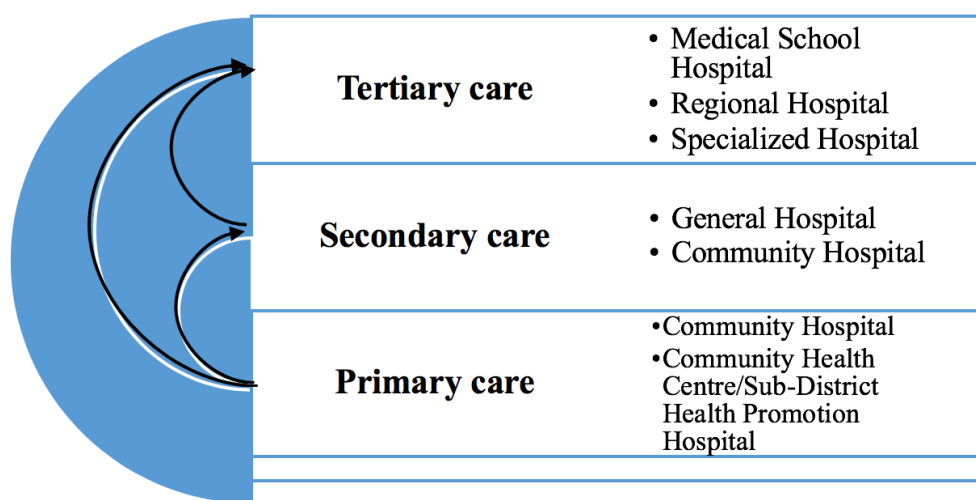 Tertiary care
• Medical School
Hospital
• Regional Hospital
• Specialized Hospital
Secondary care
• General Hospital
• Community Hospital
Primary care
•Community Hospital
•Community Health
Centre/Sub-District
Health Promotion
Hospital